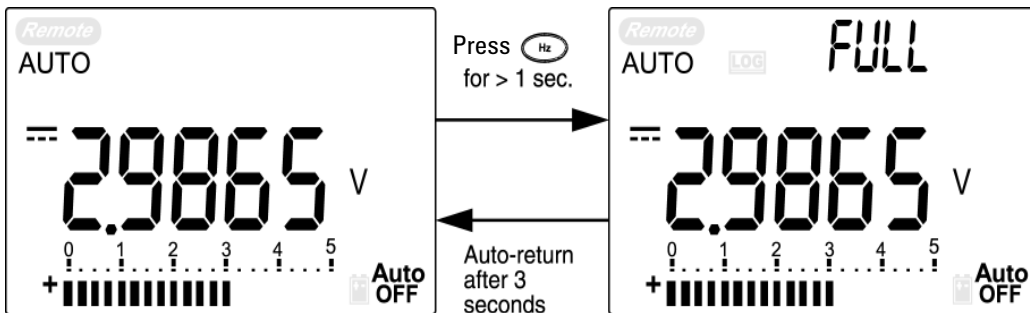 Remote
AUTO
2.9865 V
0 1 2 3 4 5
+
Auto
OFF
Press Hz
for > 1 sec.
Auto-return
after 3
seconds
Remote
AUTO LOG FULL
2.9865 V
0 1 2 3 4 5
+
Auto
OFF